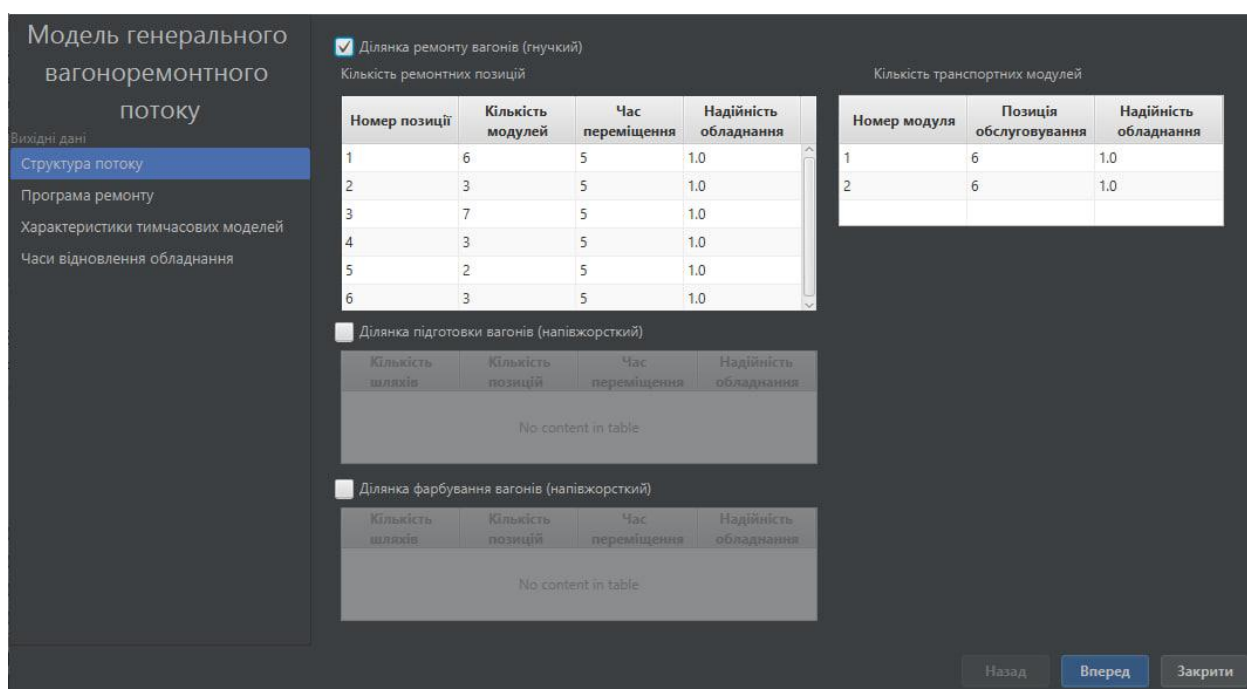 Модель генерального
вагоноремонтного
потоку
Вихідні дані
Структура потоку
Програма ремонту
Характеристики тимчасових моделей
Часи відновлення обладнання
Ділянка ремонту вагонів (гнучкий)
Кількість ремонтних позицій
Номер позиції Кількість модулей Час переміщення Надійність обладнання
1 6 5 1.0
2 3 5 1.0
3 7 5 1.0
4 3 5 1.0
5 2 5 1.0
6 3 5 1.0
Кількість транспортних модулей
Номер модуля Позиція обслуговування Надійність обладнання
1 6 1.0
2 6 1.0
Ділянка підготовки вагонів (напівжорсткий)
Кількість шляхів Кількість позицій Час переміщення Надійність обладнання
No content in table
Ділянка фарбування вагонів (напівжорсткий)
Кількість шляхів Кількість позицій Час переміщення Надійність обладнання
No content in table
Назад Вперед Закрити